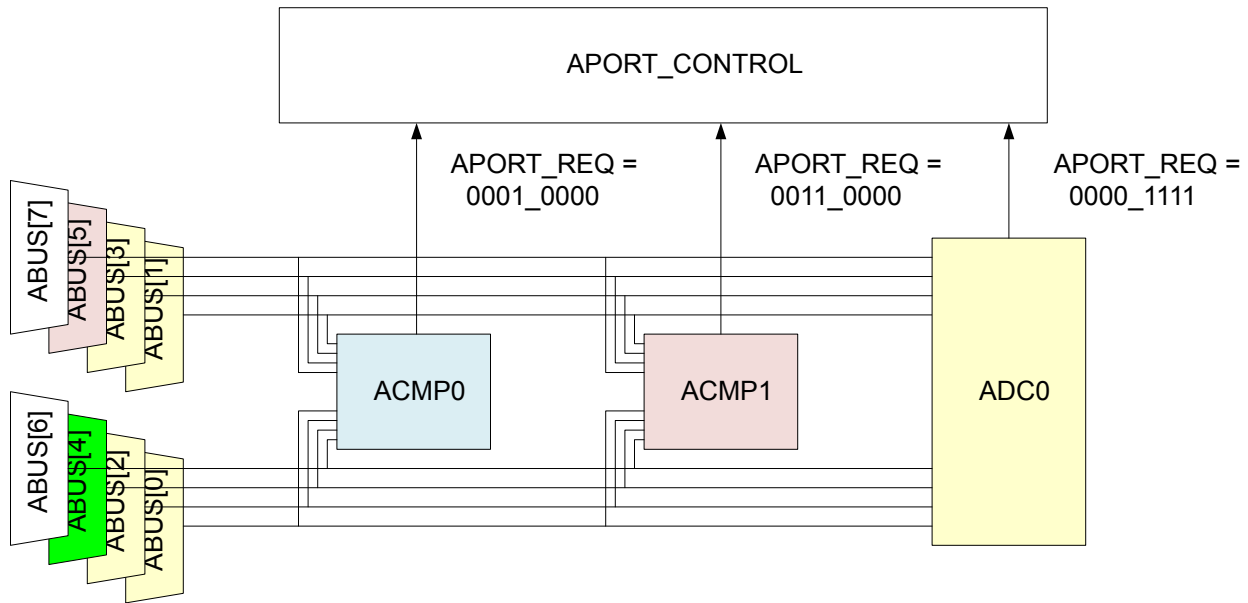 APORT_CONTROL
APORT_REQ =
0001_0000
APORT_REQ =
0011_0000
APORT_REQ =
0000_1111
ABUS[7]
ABUS[5]
ABUS[3]
ABUS[1]
ACMP0
ACMP1
ADC0
ABUS[6]
ABUS[4]
ABUS[2]
ABUS[0]